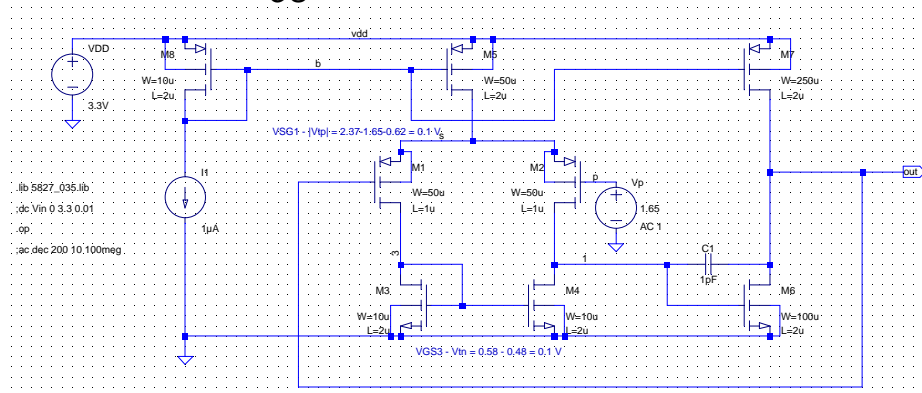 vdd
VDD
3.3V
M8
W=10u
L=2u
b
M5
W=50u
L=2u
M7
W=250u
L=2u
VSG1 - |Vtp| = 2.37-1.65-0.62 = 0.1 V
s
M1
W=50u
L=1u
M2
W=50u
L=1u
p
Vp
1.65
AC 1
out
I1
1µA
.lib 5827_035.lib
;dc Vin 0 3.3 0.01
.op
;ac dec 200 10 100meg
3
1
C1
1pF
M3
W=10u
L=2u
M4
W=10u
L=2u
M6
W=100u
L=2u
VGS3 - Vtn = 0.58 - 0.48 = 0.1 V